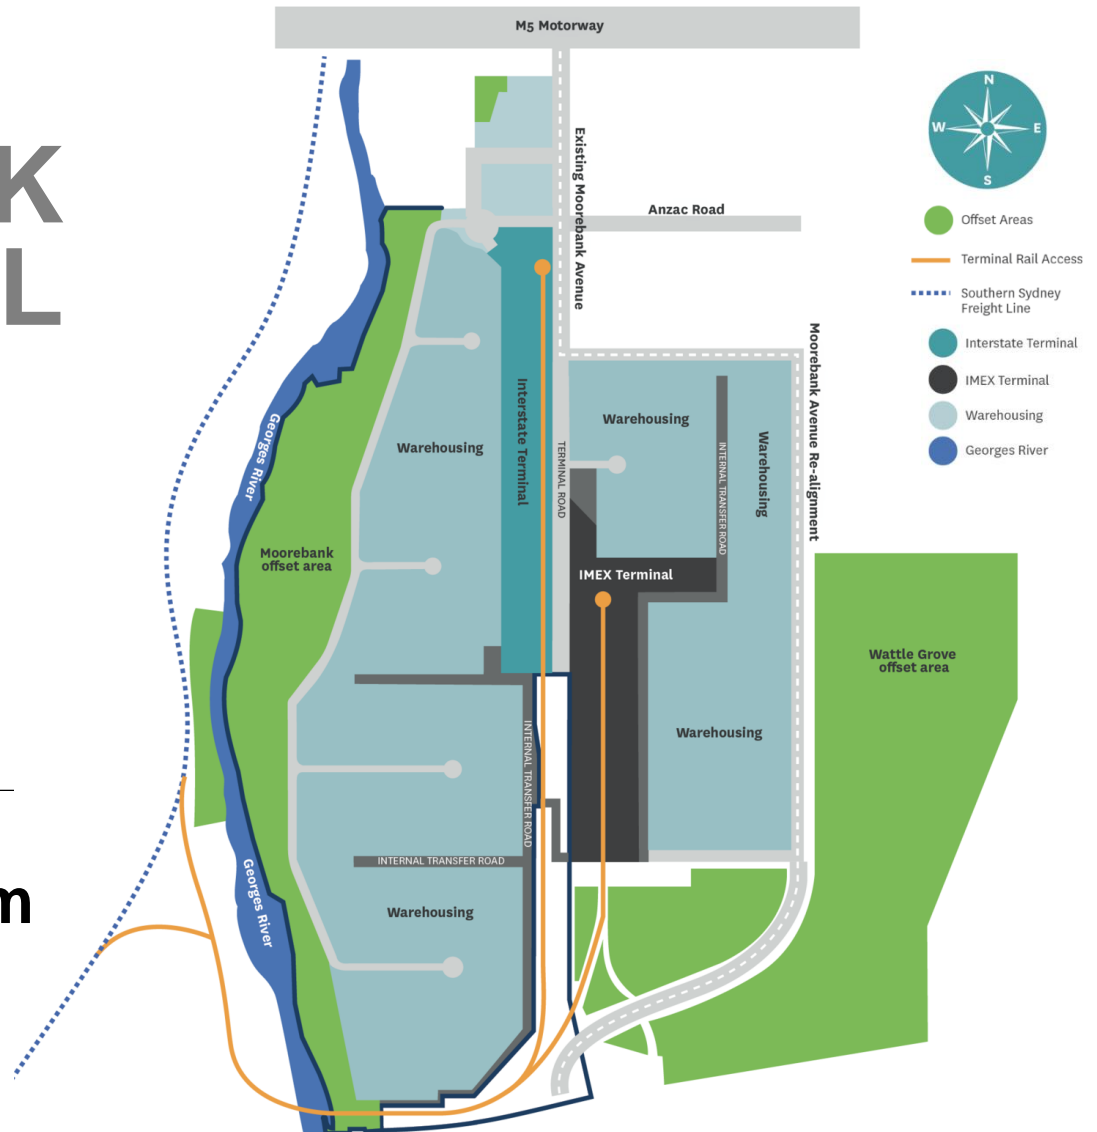 M5 Motorway
K
L
m
Existing Moorebank Avenue
Anzac Road
N
W
E
S
Offset Areas
Terminal Rail Access
Southern Sydney
Freight Line
Interstate Terminal
IMEX Terminal
Warehousing
Georges River
Moorebank Avenue Re-alignment
Georges River
Warehousing
Interstate Terminal
TERMINAL ROAD
Warehousing
INTERNAL TRANSFER ROAD
Warehousing
Moorebank
offset area
IMEX Terminal
Wattle Grove
offset area
Warehousing
INTERNAL TRANSFER ROAD
INTERNAL TRANSFER ROAD
Georges River
Warehousing